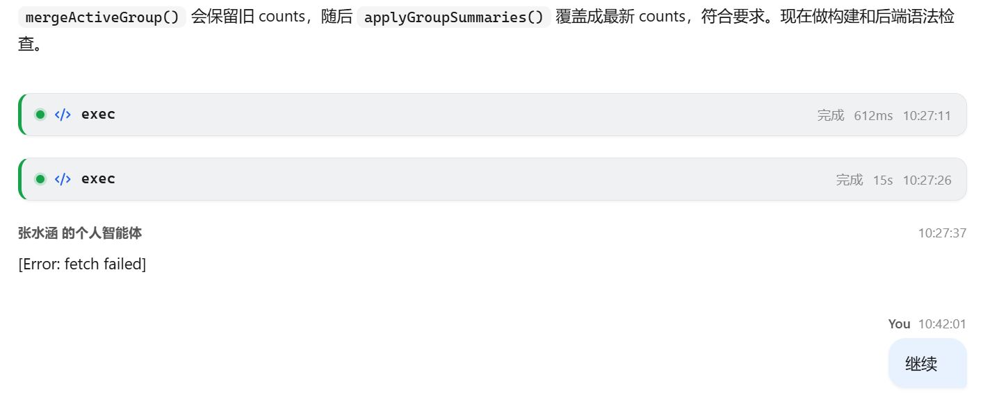 mergeActiveGroup() 会保留旧 counts，随后 applyGroupSummaries() 覆盖成最新 counts，符合要求。现在做构建和后端语法检
查。
</> exec 完成 612ms 10:27:11
</> exec 完成 15s 10:27:26
张水涵 的个人智能体 10:27:37
[Error: fetch failed]
You 10:42:01
继续